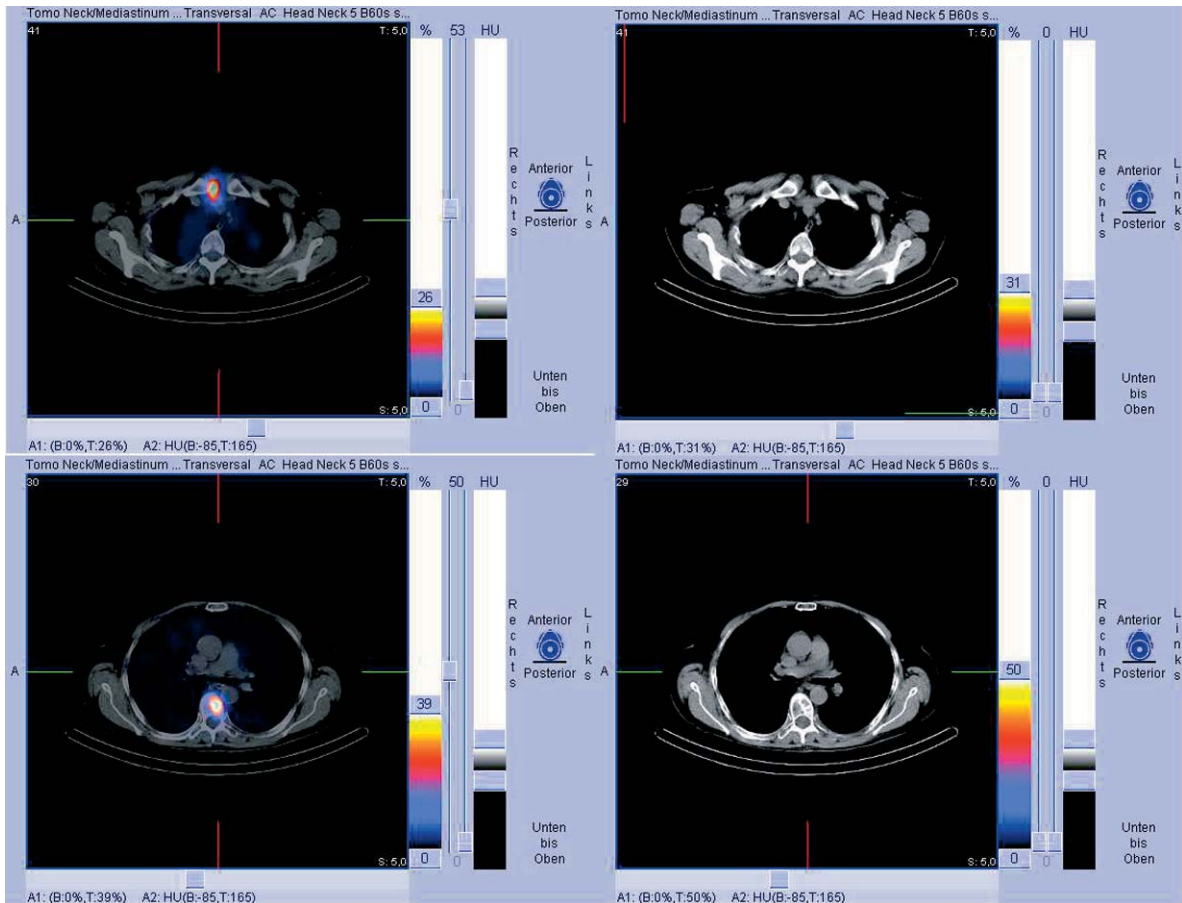 Tomo Neck/Mediastinum ... Transversal AC Head Neck 5 B60s s...
41
T: 5,0
% 53 HU
A
Rechts
Anterior
Posterior
Links
26
0
0
Unten
bis
Oben
S: 5,0
A1: (B:0%,T:26%) A2: HU(B:-85,T:165)
Tomo Neck/Mediastinum ... Transversal AC Head Neck 5 B60s s...
41
T: 5,0
% 0 HU
A
Rechts
Anterior
Posterior
Links
31
0
0
Unten
bis
Oben
S: 5,0
A1: (B:0%,T:31%) A2: HU(B:-85,T:165)
Tomo Neck/Mediastinum ... Transversal AC Head Neck 5 B60s s...
30
T: 5,0
% 50 HU
A
Rechts
Anterior
Posterior
Links
39
0
0
Unten
bis
Oben
S: 5,0
A1: (B:0%,T:39%) A2: HU(B:-85,T:165)
Tomo Neck/Mediastinum ... Transversal AC Head Neck 5 B60s s...
29
T: 5,0
% 0 HU
A
Rechts
Anterior
Posterior
Links
50
0
0
Unten
bis
Oben
S: 5,0
A1: (B:0%,T:50%) A2: HU(B:-85,T:165)